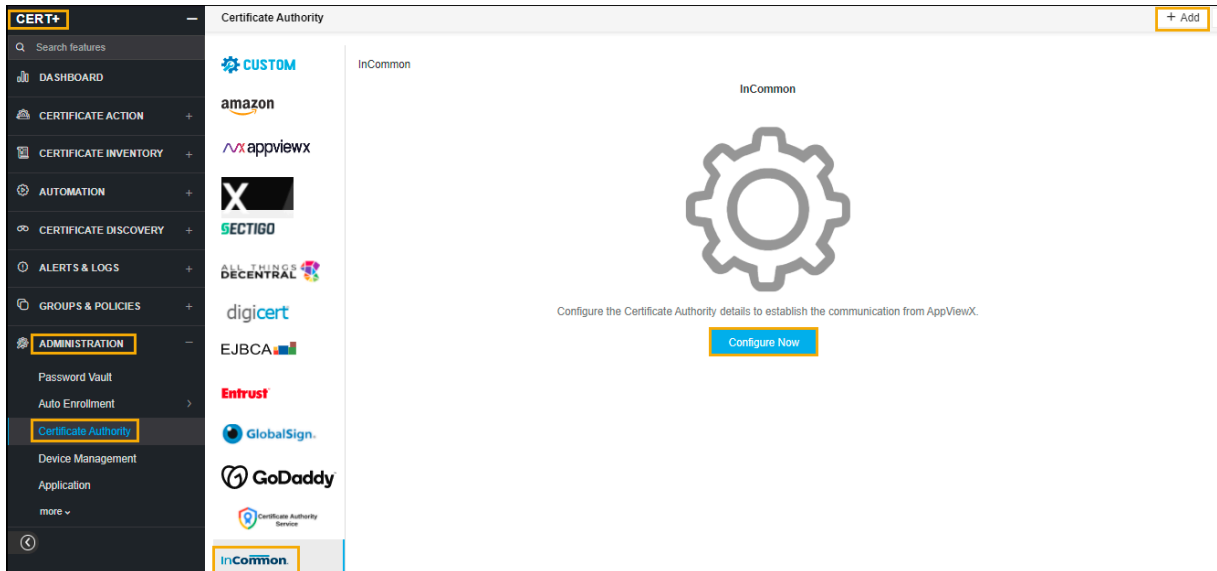 CERT+
Search features
DASHBOARD
CERTIFICATE ACTION +
CERTIFICATE INVENTORY +
AUTOMATION +
CERTIFICATE DISCOVERY +
ALERTS & LOGS +
GROUPS & POLICIES +
ADMINISTRATION
Password Vault
Auto Enrollment
Certificate Authority
Device Management
Application
more
Certificate Authority
+ Add
CUSTOM
amazon
appviewx
X
SECTIGO
ALL THINGS
DECENTRAL
digicert
EJBCA
Entrust
GlobalSign.
GoDaddy
Certificate Authority
Service
InCommon.
InCommon
InCommon
Configure the Certificate Authority details to establish the communication from AppViewX.
Configure Now